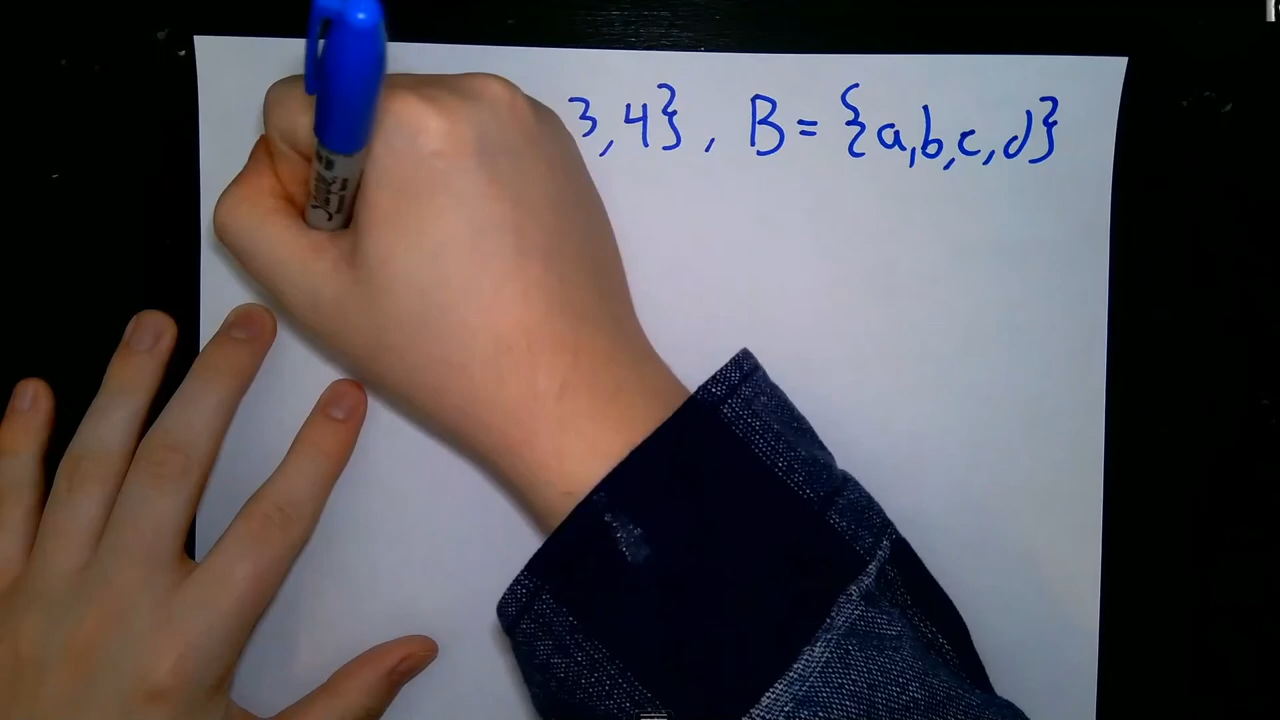 3,4}, B = {a,b,c,d}